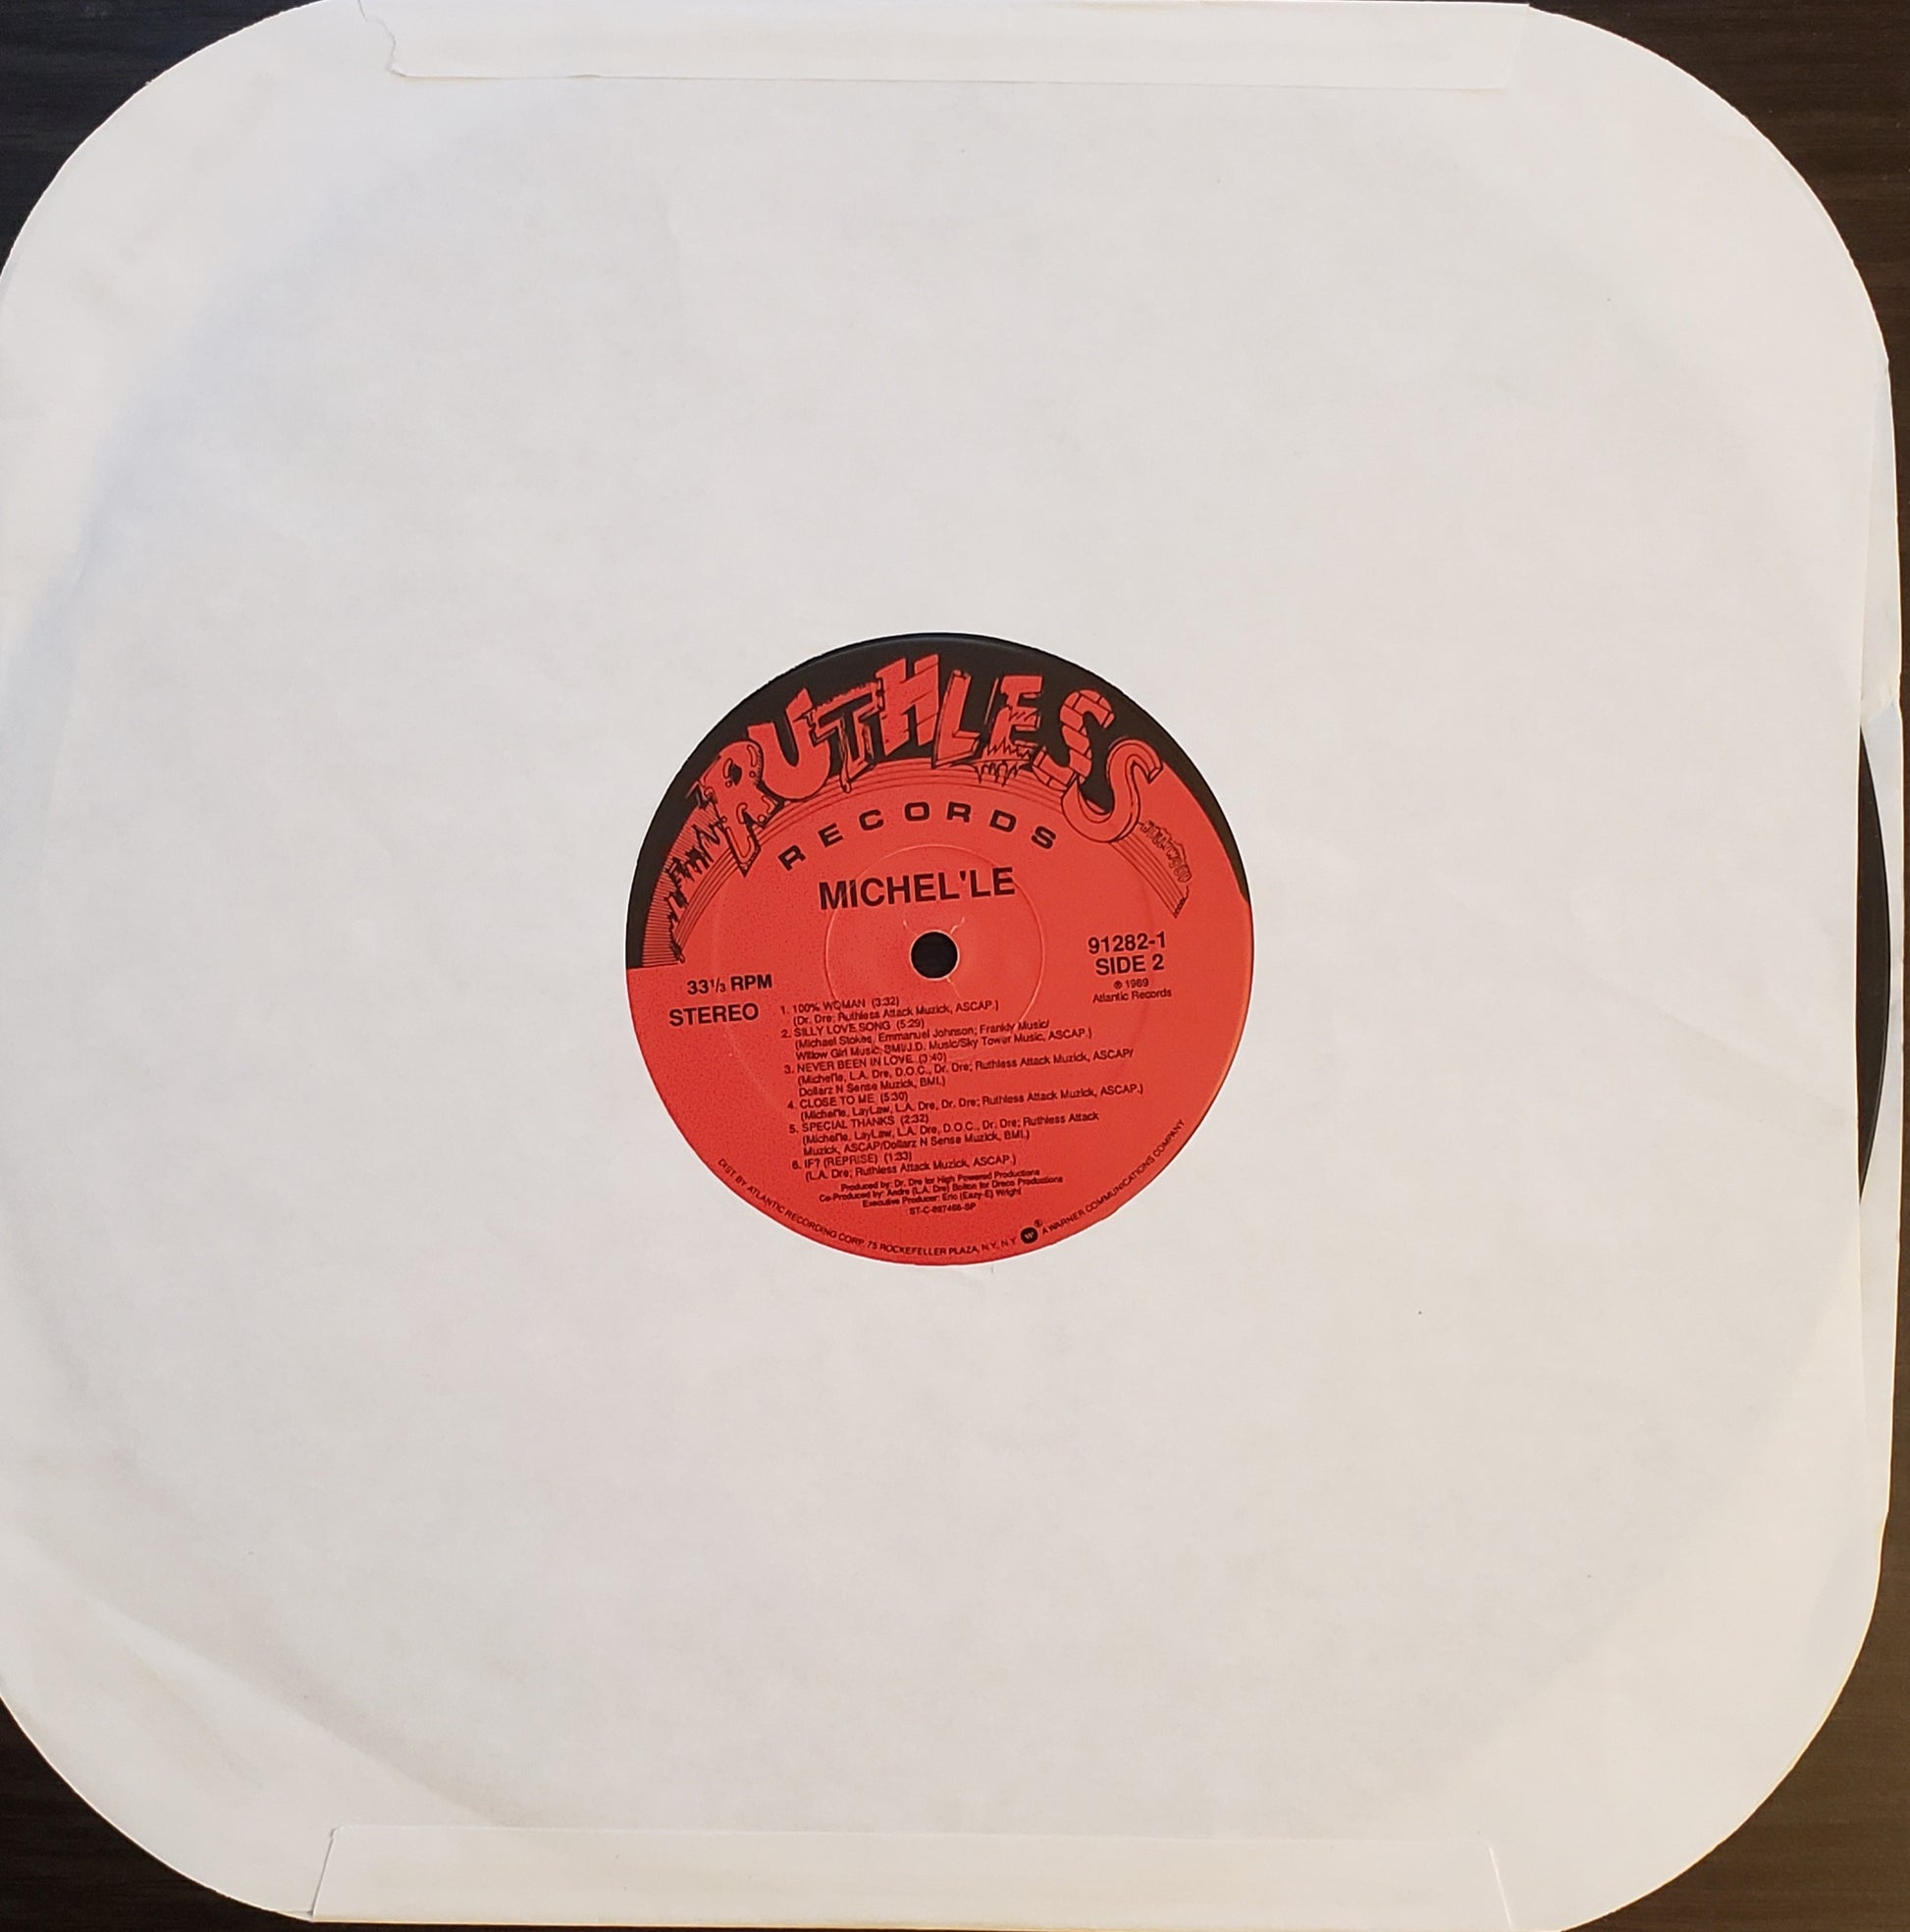 RUTHLESS
RECORDS
MICHEL'LE
91282-1
SIDE 2
℗ 1989
Atlantic Records
33⅓ RPM
STEREO
1. 100% WOMAN (3:32)
(Dr. Dre; Ruthless Attack Muzick, ASCAP.)
2. SILLY LOVE SONG (5:29)
(Michael Stokes, Emmanuel Johnson; Frankly Music/
Willow Girl Music, BMI/J.D. Music/Sky Tower Music, ASCAP.)
3. NEVER BEEN IN LOVE (3:40)
(Michel'le, L.A. Dre, D.O.C., Dr. Dre; Ruthless Attack Muzick, ASCAP/
Dollarz N Sense Muzick, BMI.)
4. CLOSE TO ME (5:30)
(Michel'le, LayLaw, L.A. Dre, Dr. Dre; Ruthless Attack Muzick, ASCAP.)
5. SPECIAL THANKS (2:32)
(Michel'le, LayLaw, L.A. Dre, D.O.C., Dr. Dre; Ruthless Attack
Muzick, ASCAP/Dollarz N Sense Muzick, BMI.)
6. IF? (REPRISE) (1:33)
(L.A. Dre; Ruthless Attack Muzick, ASCAP.)
Produced by: Dr. Dre for High Powered Productions
Co-Produced by: Andre (L.A. Dre) Bolton for Dreco Productions
Executive Producer: Eric (Eazy-E) Wright
ST-C-897466-SP
DIST. BY ATLANTIC RECORDING CORP. 75 ROCKEFELLER PLAZA, N.Y., N.Y. W ® A WARNER COMMUNICATIONS COMPANY